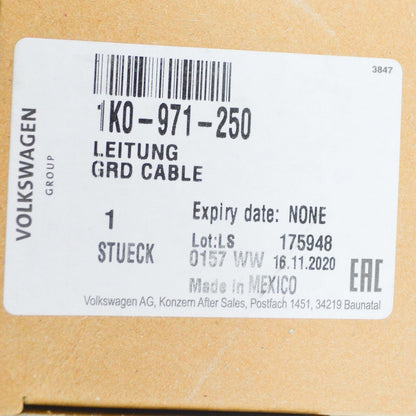 3847
VOLKSWAGEN
GROUP
1K0-971-250
LEITUNG
GRD CABLE
1
STUECK
Expiry date: NONE
Lot:LS 175948
0157 WW 16.11.2020
Made in MEXICO
EAC
Volkswagen AG, Konzern After Sales, Postfach 1451, 34219 Baunatal